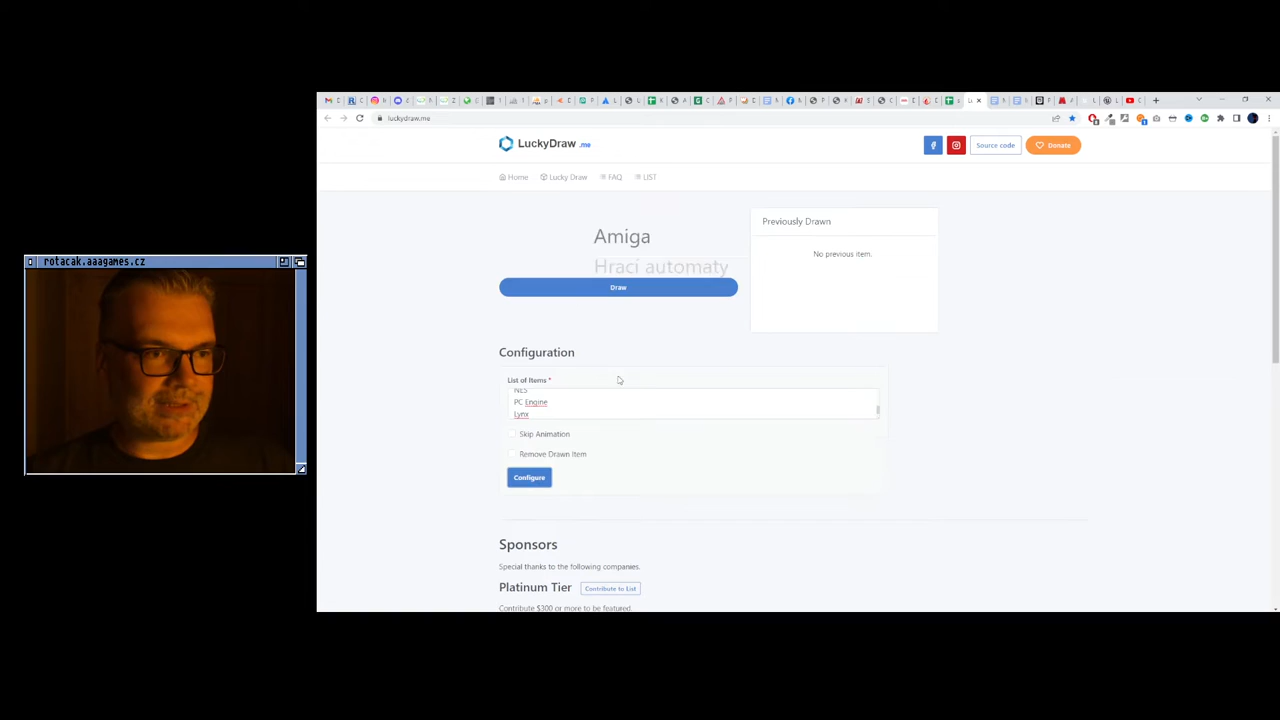 luckydraw.me
LuckyDraw .me
Source code
Donate
Home
Lucky Draw
FAQ
LIST
rotacak.aaagames.cz
Amiga
Hrací automaty
Draw
Previously Drawn
No previous item.
Configuration
List of Items *
NES
PC Engine
Lynx
Skip Animation
Remove Drawn Item
Configure
Sponsors
Special thanks to the following companies.
Platinum Tier
Contribute to List
Contribute $300 or more to be featured.